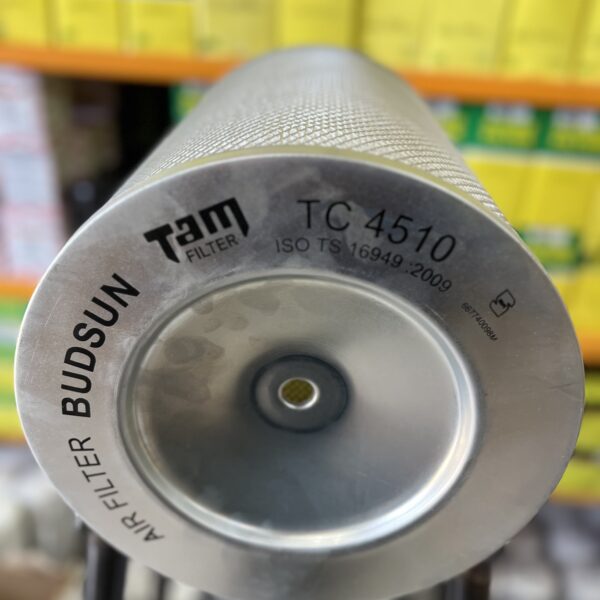 Tam
FILTER
TC 4510
ISO TS 16949 :2009
BUDSUN
AIR FILTER